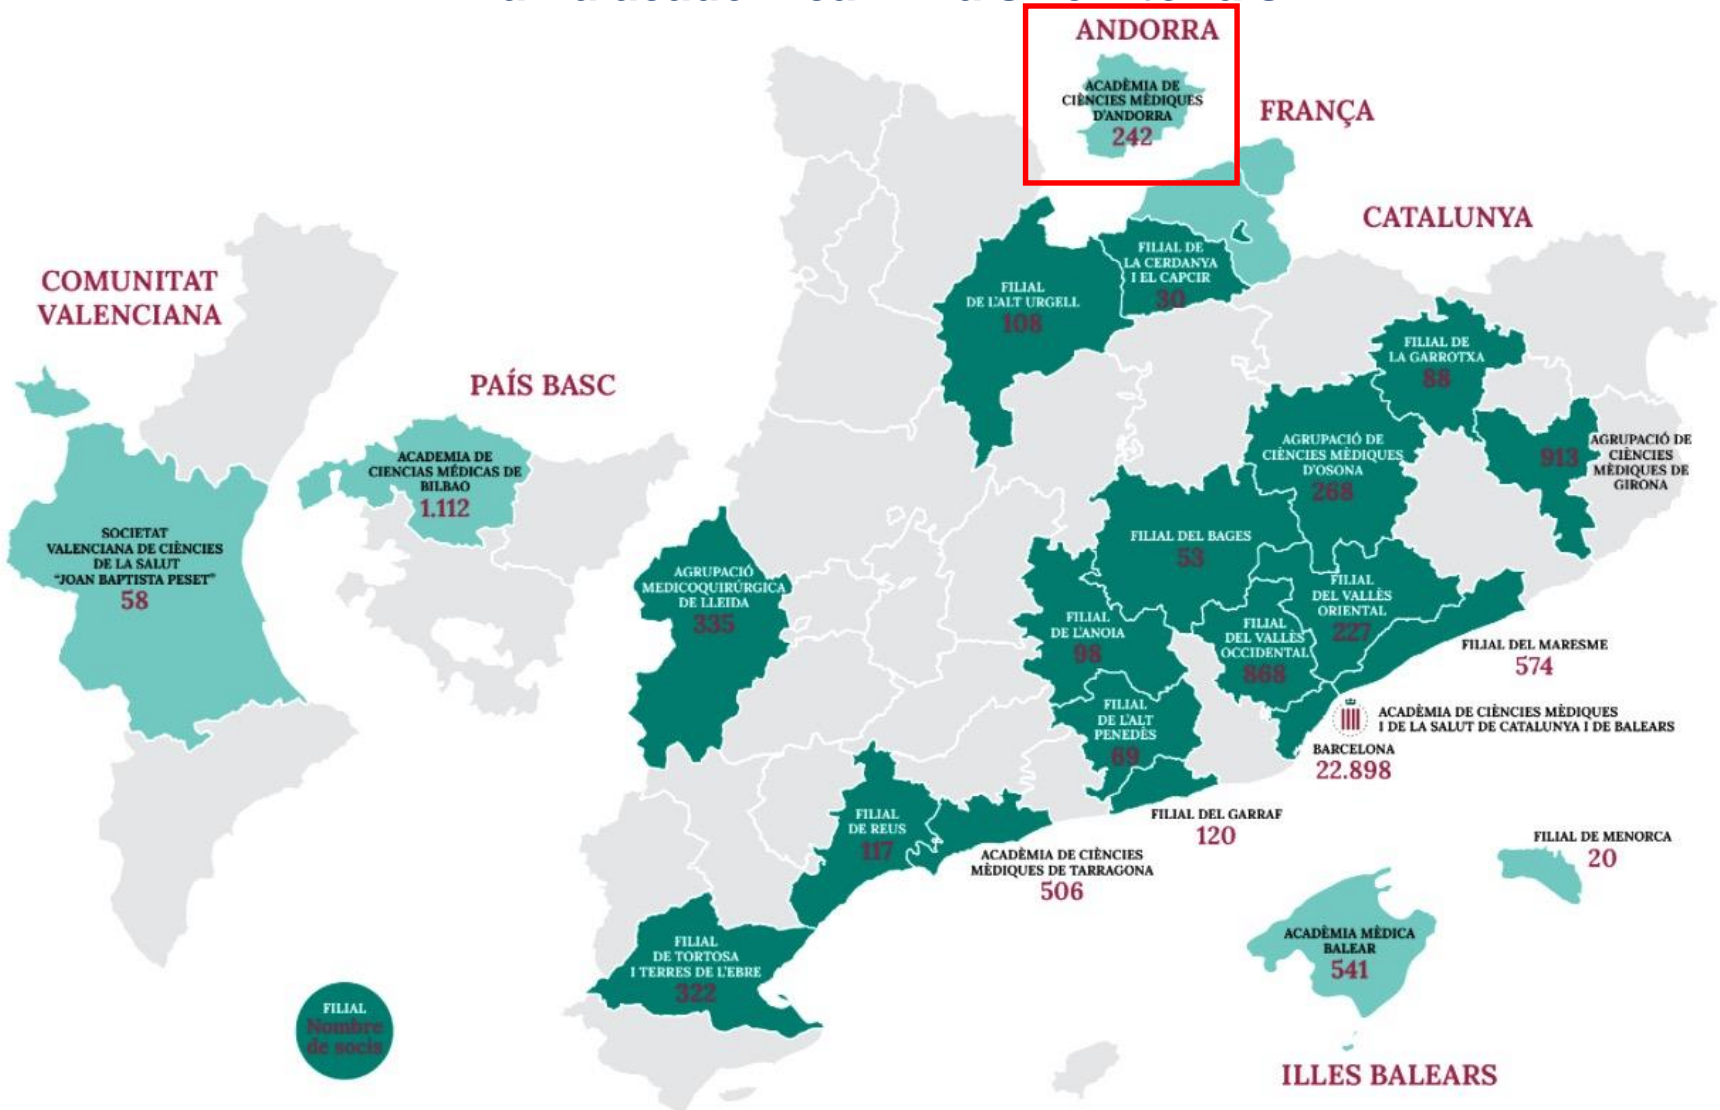 ANDORRA
ACADÈMIA DE
CIÈNCIES MÈDIQUES
D'ANDORRA
242
FRANÇA
CATALUNYA
COMUNITAT
VALENCIANA
PAÍS BASC
FILIAL DE
LA CERDANYA
I EL CAPCIR
30
FILIAL
DE L'ALT URGELL
108
FILIAL DE
LA GARROTXA
88
AGRUPACIÓ DE
CIÈNCIES MÈDIQUES
D'OSONA
268
913
AGRUPACIÓ DE
CIÈNCIES
MÈDIQUES DE
GIRONA
ACADEMIA DE
CIENCIAS MÉDICAS DE
BILBAO
1.112
SOCIETAT
VALENCIANA DE CIÈNCIES
DE LA SALUT
"JOAN BAPTISTA PESET"
58
AGRUPACIÓ
MEDICOQUIRÚRGICA
DE LLEIDA
335
FILIAL DEL BAGES
53
FILIAL
DEL VALLÈS
ORIENTAL
227
FILIAL
DE L'ANOIA
98
FILIAL
DEL VALLÈS
OCCIDENTAL
868
FILIAL DEL MARESME
574
FILIAL
DE L'ALT
PENEDÈS
69
ACADÈMIA DE CIÈNCIES MÈDIQUES
I DE LA SALUT DE CATALUNYA I DE BALEARS
BARCELONA
22.898
FILIAL DEL GARRAF
120
FILIAL
DE REUS
117
ACADÈMIA DE CIÈNCIES
MÈDIQUES DE TARRAGONA
506
FILIAL DE MENORCA
20
ACADÈMIA MÈDICA
BALEAR
541
FILIAL
DE TORTOSA
I TERRES DE L'EBRE
322
FILIAL
Nombre
de socis
ILLES BALEARS